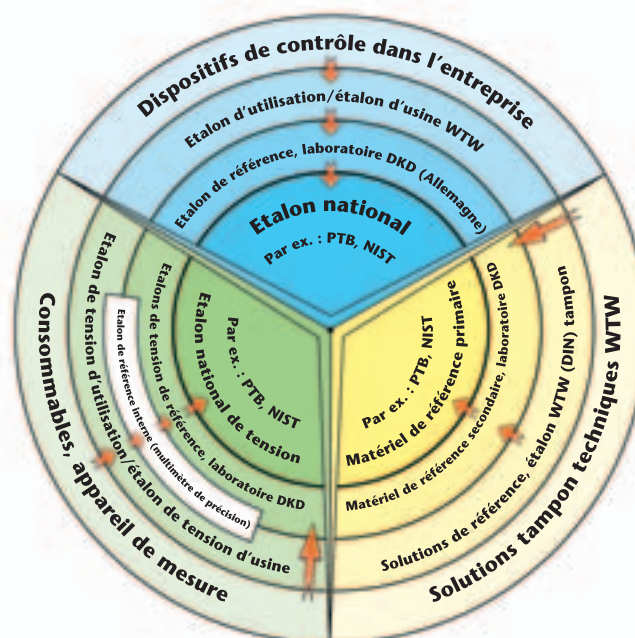 Dispositifs de contrôle dans l'entreprise
Etalon d'utilisation/étalon d'usine WTW
Etalon de référence, laboratoire DKD (Allemagne)
Etalon national
Par ex. : PTB, NIST
Consommables, appareil de mesure
Etalon de tension d'utilisation/étalon de tension d'usine
Etalon de référence interne (multimètre de précision)
Etalons de tension de référence, laboratoire DKD
Etalon national de tension
Par ex. : PTB, NIST
Par ex. : PTB, NIST
Matériel de référence primaire
Matériel de référence secondaire, laboratoire DKD
Solutions de référence, étalon WTW (DIN) tampon
Solutions tampon techniques WTW